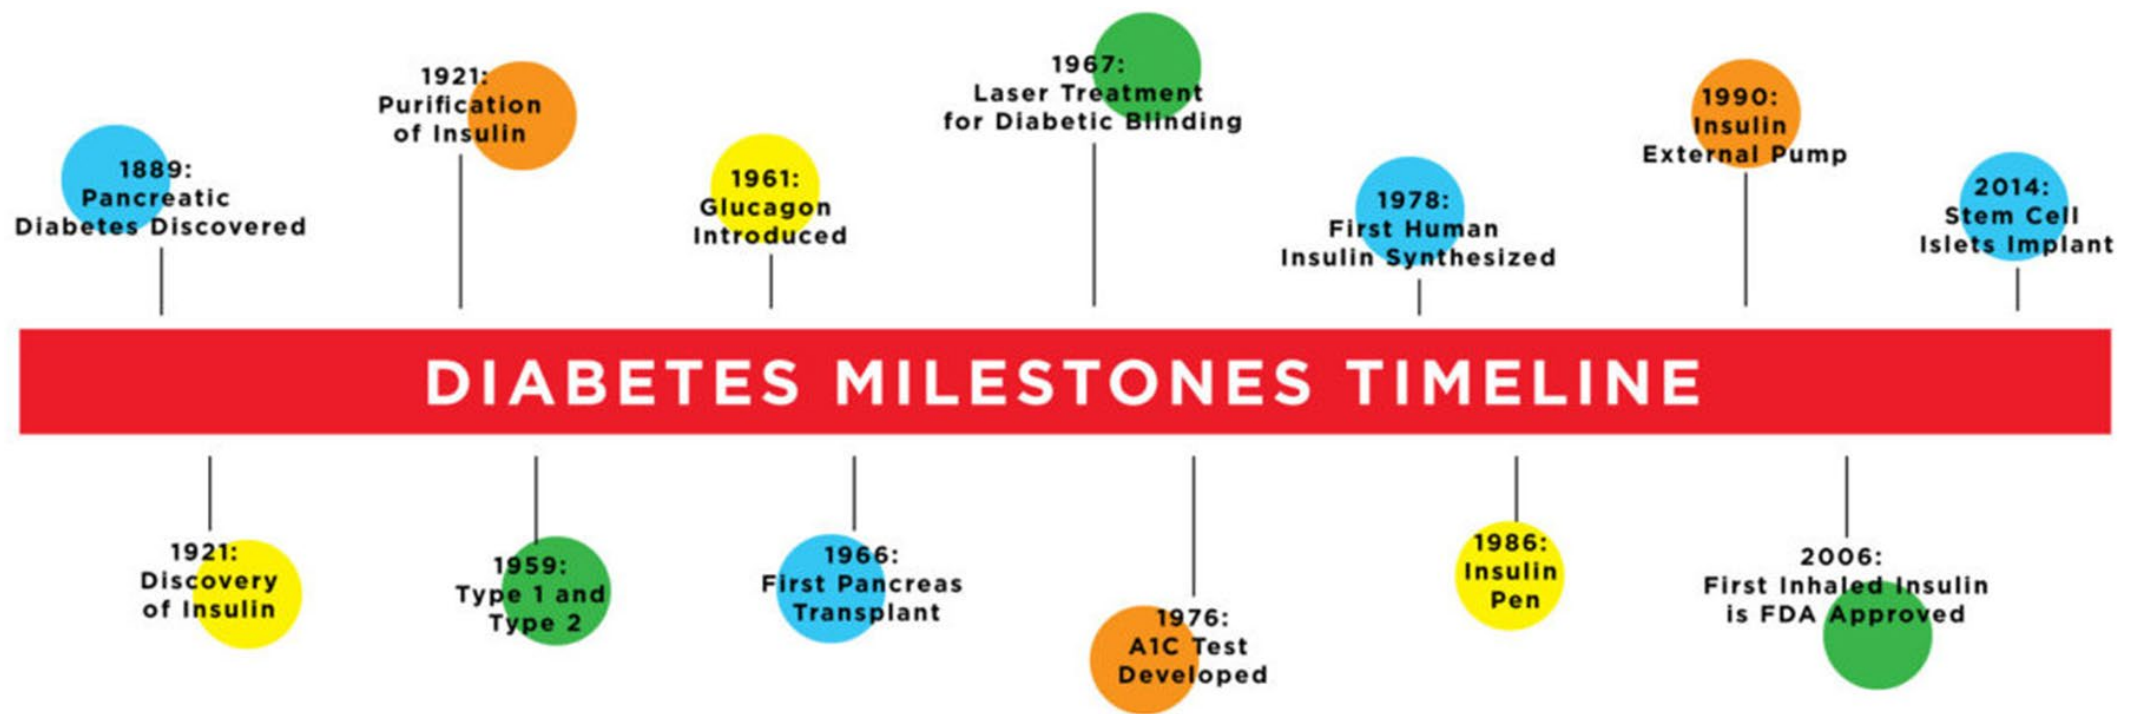 1889:
Pancreatic
Diabetes Discovered
1921:
Purification
of Insulin
1961:
Glucagon
Introduced
1967:
Laser Treatment
for Diabetic Blinding
1978:
First Human
Insulin Synthesized
1990:
Insulin
External Pump
2014:
Stem Cell
Islets Implant
DIABETES MILESTONES TIMELINE
1921:
Discovery
of Insulin
1959:
Type 1 and
Type 2
1966:
First Pancreas
Transplant
1976:
A1C Test
Developed
1986:
Insulin
Pen
2006:
First Inhaled Insulin
is FDA Approved